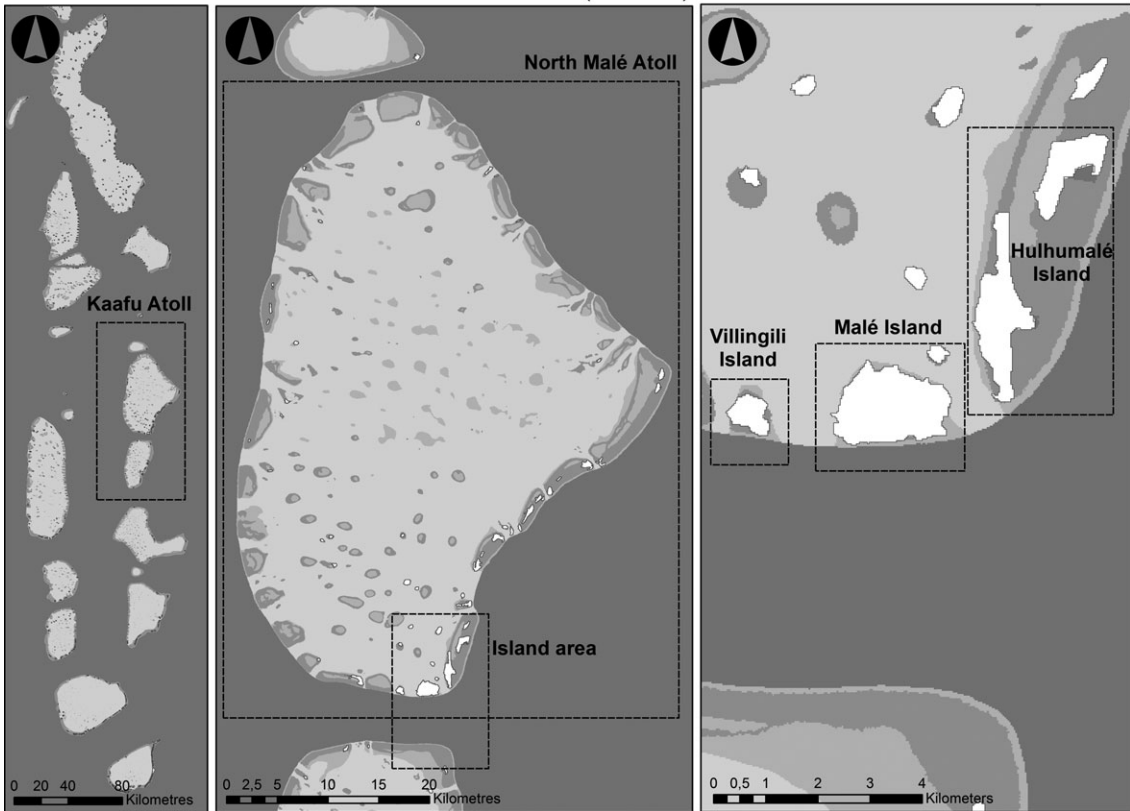 Kaafu Atoll
0 20 40 80
Kilometres
North Malé Atoll
Island area
0 2,5 5 10 15 20
Kilometres
Hulhumalé
Island
Malé Island
Villingili
Island
0 0,5 1 2 3 4
Kilometers